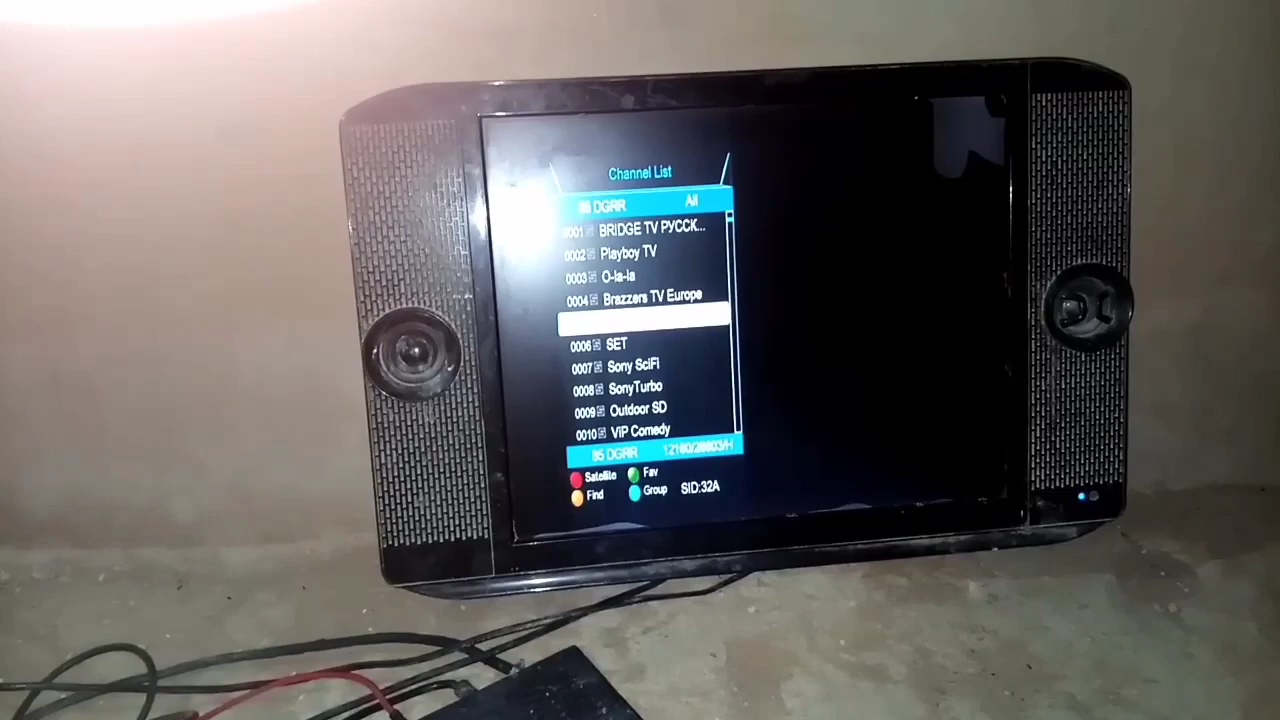 Channel List
95 DGRR All
0001 BRIDGE TV РУССК...
0002 Playboy TV
0003 O-la-la
0004 Brazzers TV Europe
0006 SET
0007 Sony SciFi
0008 SonyTurbo
0009 Outdoor SD
0010 ViP Comedy
95 DGRR
Satellite Fav
Find Group SID:32A